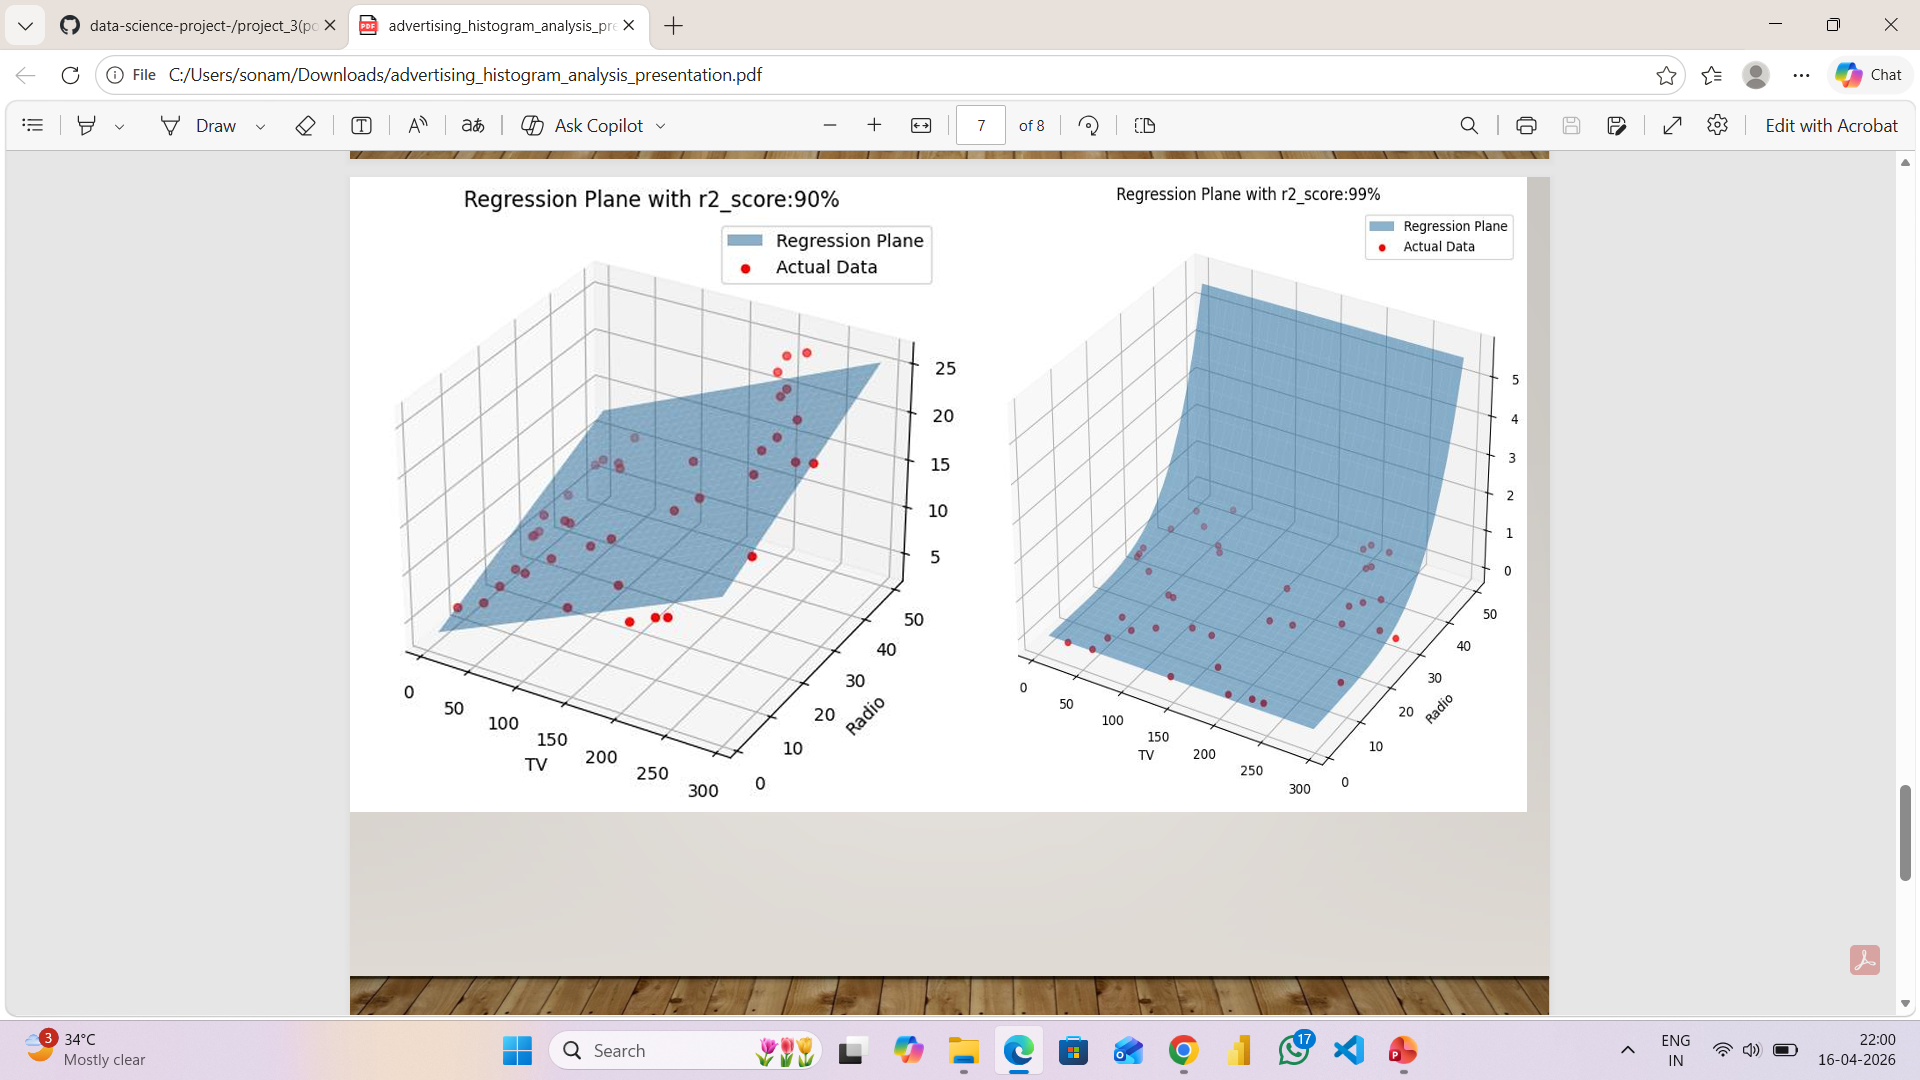 data-science-project-/project_3(po
advertising_histogram_analysis_pre
File C:/Users/sonam/Downloads/advertising_histogram_analysis_presentation.pdf
Chat
Draw
Ask Copilot
7 of 8
Edit with Acrobat
Regression Plane with r2_score:90%
Regression Plane
Actual Data
25
20
15
10
5
50
40
30
20
10
0
Radio
0
50
100
150
200
250
300
TV
Regression Plane with r2_score:99%
Regression Plane
Actual Data
5
4
3
2
1
0
50
40
30
20
10
0
Radio
0
50
100
150
200
250
300
TV
3
34°C
Mostly clear
Search
17
ENG
IN
22:00
16-04-2026